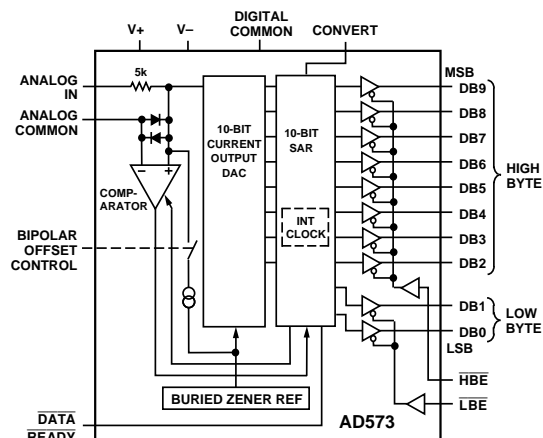 V+
V–
DIGITAL
COMMON
CONVERT
5k
MSB
ANALOG
IN
ANALOG
COMMON
–
+
COMP-
ARATOR
BIPOLAR
OFFSET
CONTROL
10-BIT
CURRENT
OUTPUT
DAC
10-BIT
SAR
INT
CLOCK
DB9
DB8
DB7
DB6
DB5
DB4
DB3
DB2
HIGH
BYTE
DB1
DB0
LOW
BYTE
LSB
HBE
LBE
BURIED ZENER REF
AD573
DATA
READY